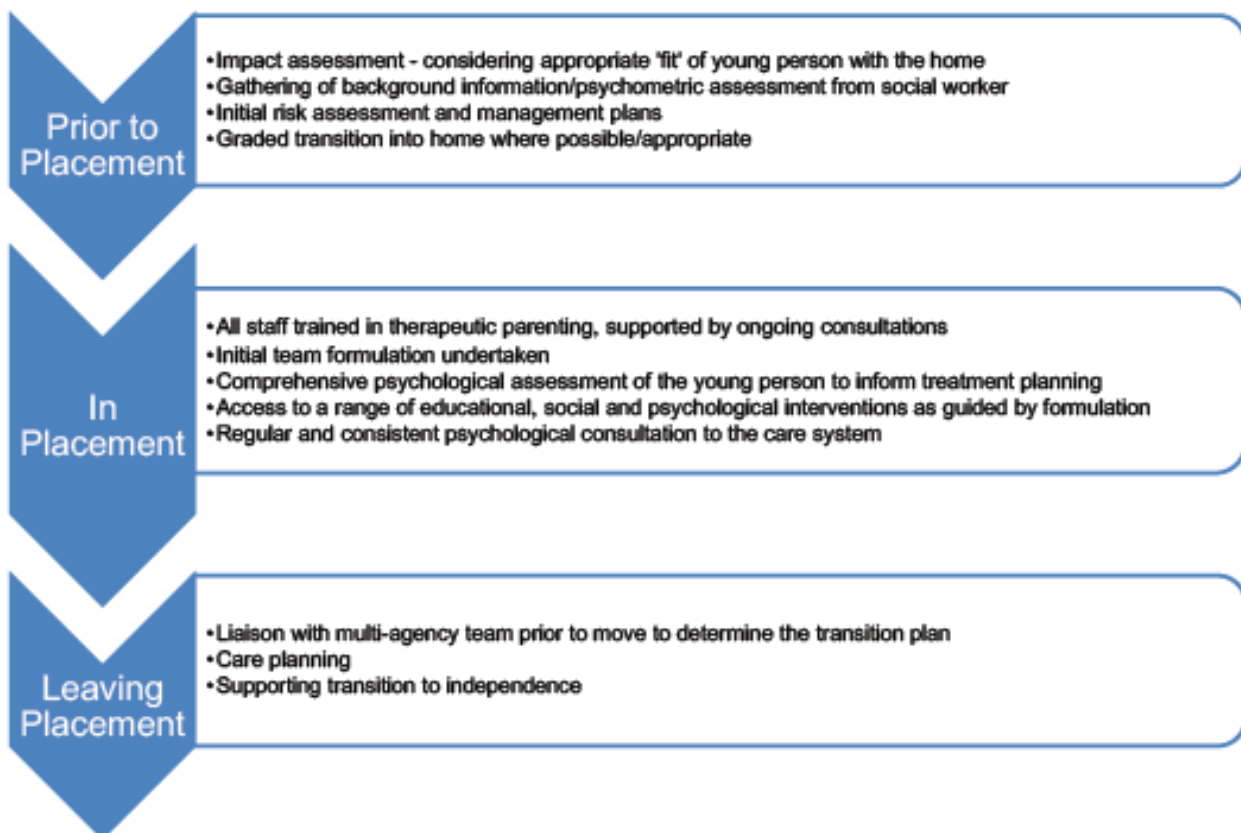 Prior to
Placement
•Impact assessment - considering appropriate 'fit' of young person with the home
•Gathering of background information/psychometric assessment from social worker
•Initial risk assessment and management plans
•Graded transition into home where possible/appropriate
In
Placement
•All staff trained in therapeutic parenting, supported by ongoing consultations
•Initial team formulation undertaken
•Comprehensive psychological assessment of the young person to inform treatment planning
•Access to a range of educational, social and psychological interventions as guided by formulation
•Regular and consistent psychological consultation to the care system
Leaving
Placement
•Liaison with multi-agency team prior to move to determine the transition plan
•Care planning
•Supporting transition to independence